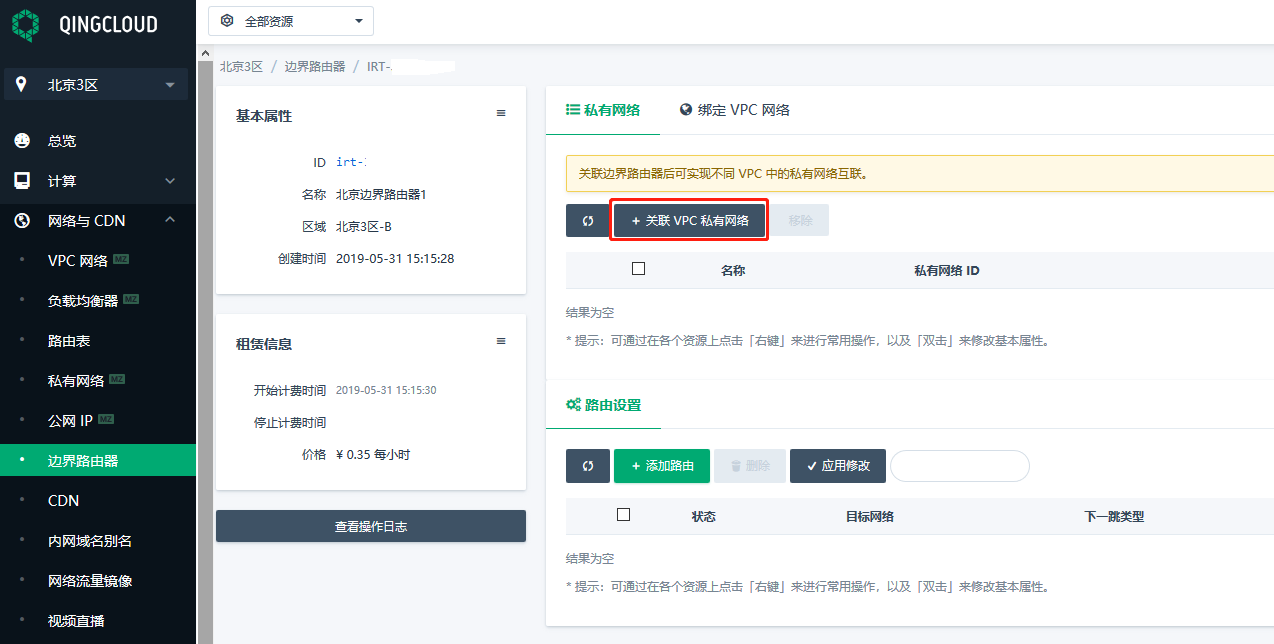 QINGCLOUD
全部资源
北京3区
总览
计算
网络与 CDN
VPC 网络 MZ
负载均衡器 MZ
路由表
私有网络 MZ
公网 IP MZ
边界路由器
CDN
内网域名别名
网络流量镜像
视频直播
北京3区 / 边界路由器 / IRT-
基本属性
ID irt-
名称 北京边界路由器1
区域 北京3区-B
创建时间 2019-05-31 15:15:28
租赁信息
开始计费时间 2019-05-31 15:15:30
停止计费时间
价格 ¥ 0.35 每小时
查看操作日志
私有网络 绑定 VPC 网络
关联边界路由器后可实现不同 VPC 中的私有网络互联。
+ 关联 VPC 私有网络 移除
名称 私有网络 ID
结果为空
* 提示：可通过在各个资源上点击「右键」来进行常用操作，以及「双击」来修改基本属性。
路由设置
+ 添加路由 删除 应用修改
状态 目标网络 下一跳类型
结果为空
* 提示：可通过在各个资源上点击「右键」来进行常用操作，以及「双击」来修改基本属性。